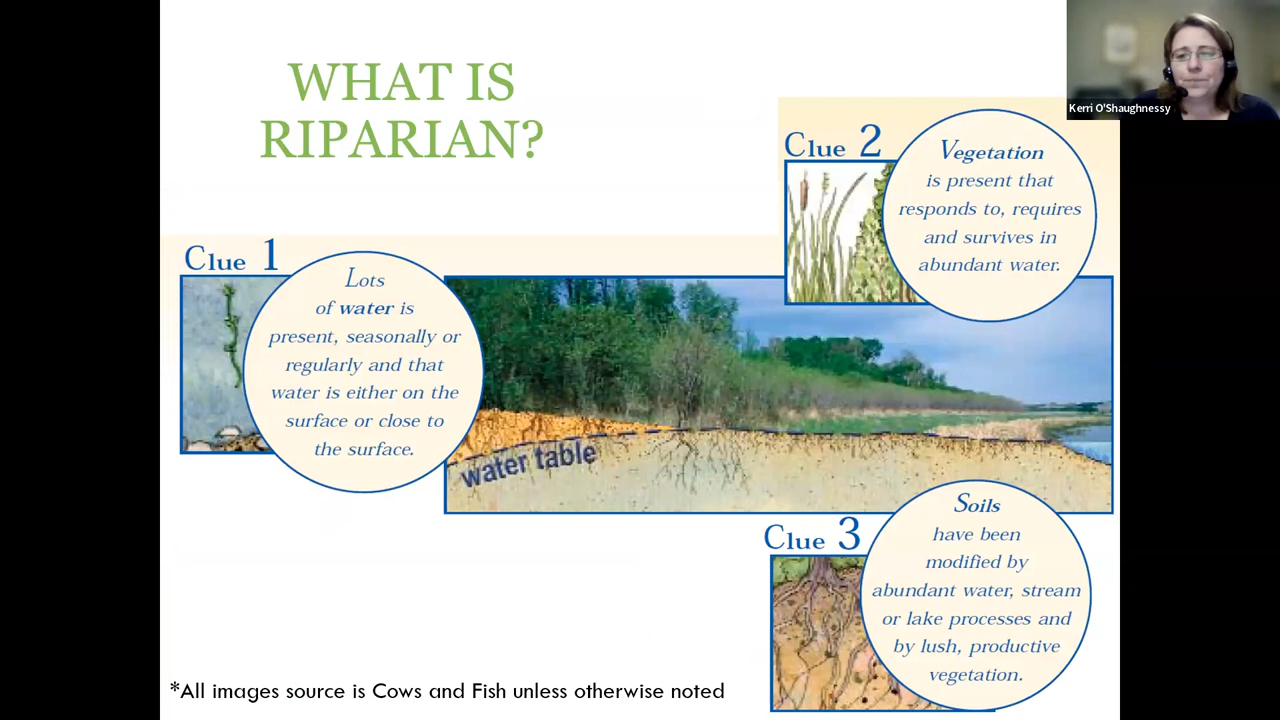 WHAT IS
RIPARIAN?
Kerri O'Shaughnessy
Clue 1
Lots
of water is
present, seasonally or
regularly and that
water is either on the
surface or close to
the surface.
Clue 2
Vegetation
is present that
responds to, requires
and survives in
abundant water.
water table
Clue 3
Soils
have been
modified by
abundant water, stream
or lake processes and
by lush, productive
vegetation.
*All images source is Cows and Fish unless otherwise noted